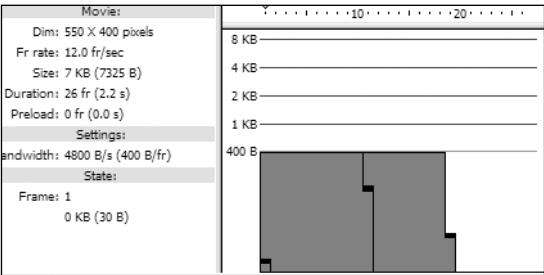 Movie:
Dim: 550 X 400 pixels
Fr rate: 12.0 fr/sec
Size: 7 KB (7325 B)
Duration: 26 fr (2.2 s)
Preload: 0 fr (0.0 s)
Settings:
andwidth: 4800 B/s (400 B/fr)
State:
Frame: 1
0 KB (30 B)
10 20
8 KB
4 KB
2 KB
1 KB
400 B